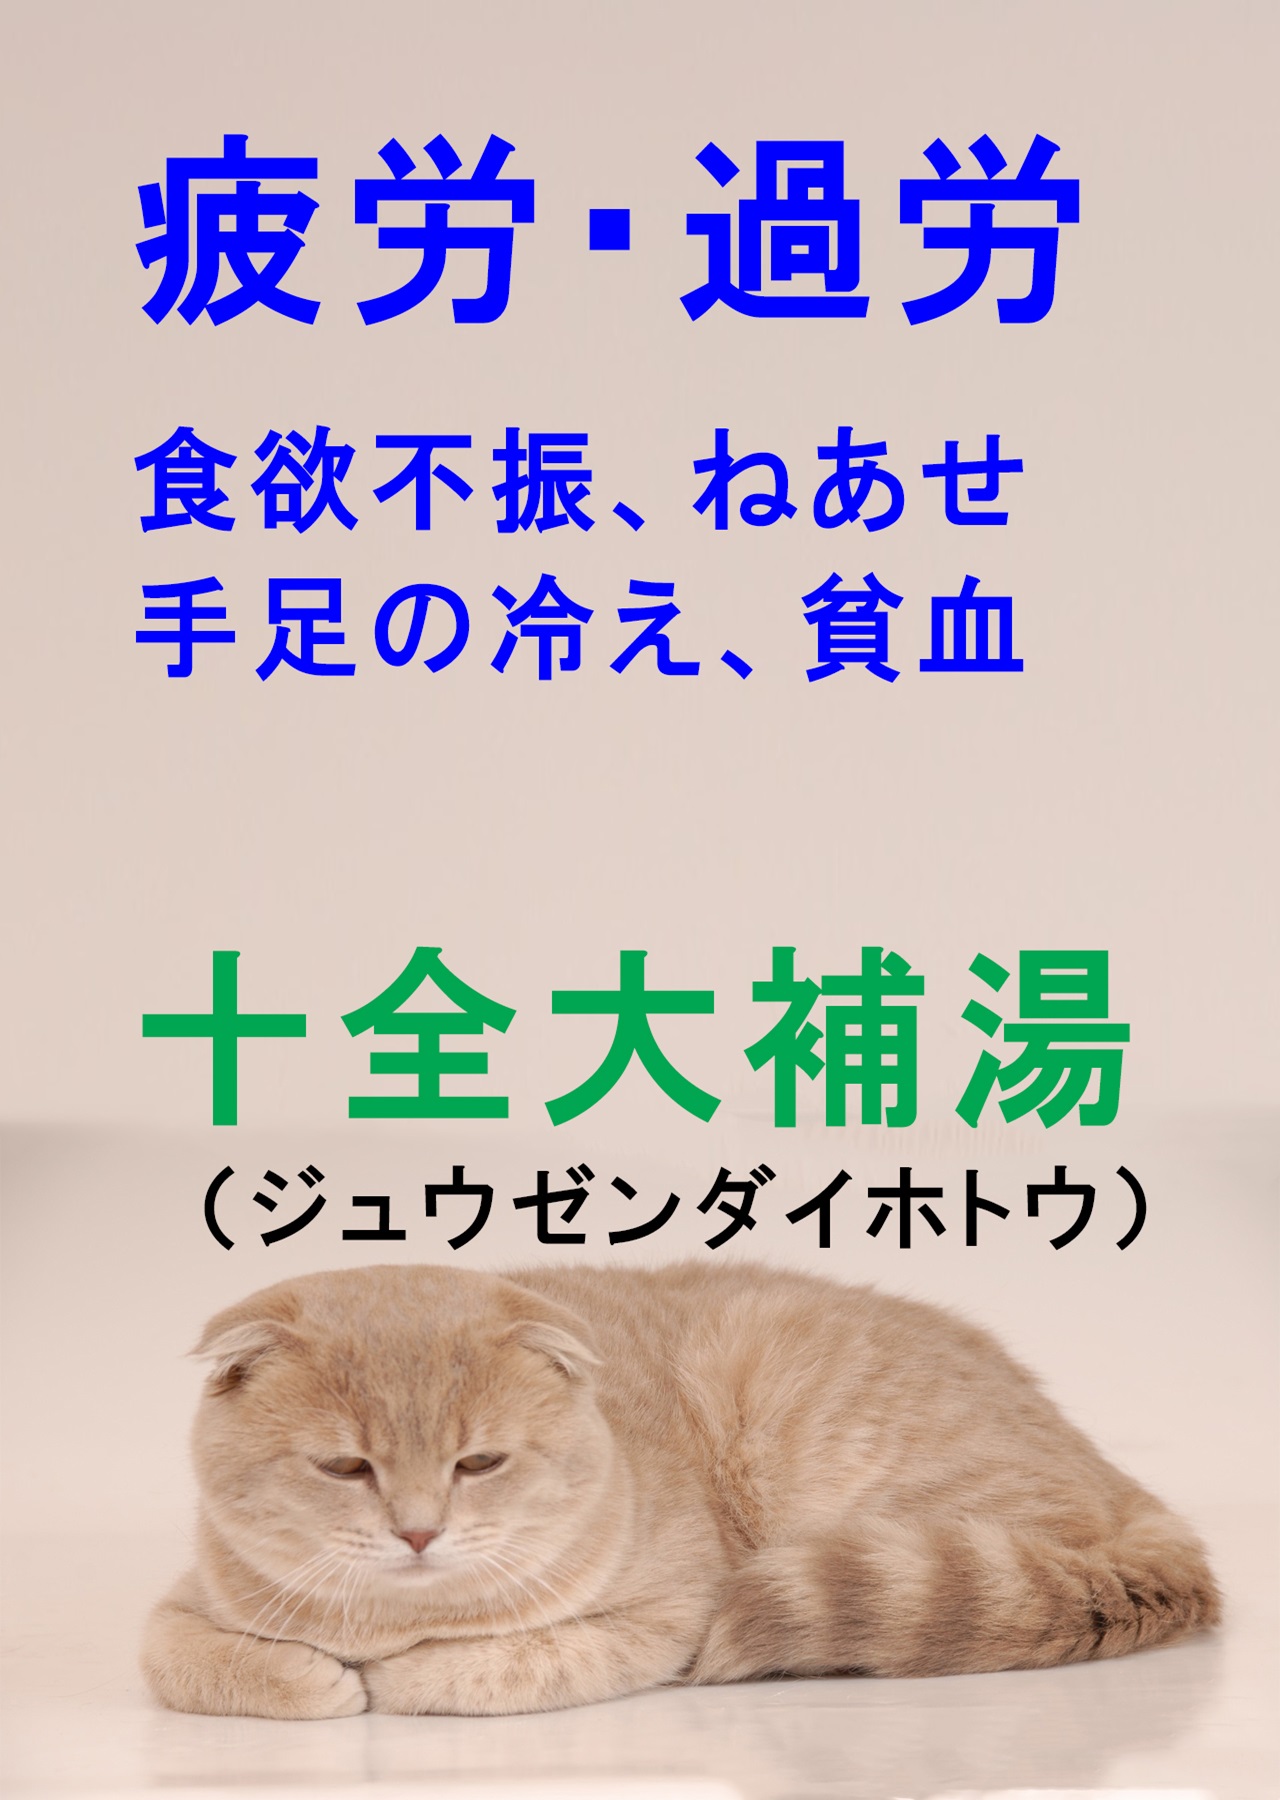 疲労・過労
食欲不振、ねあせ
手足の冷え、貧血
十全大補湯
（ジュウゼンダイホトウ）